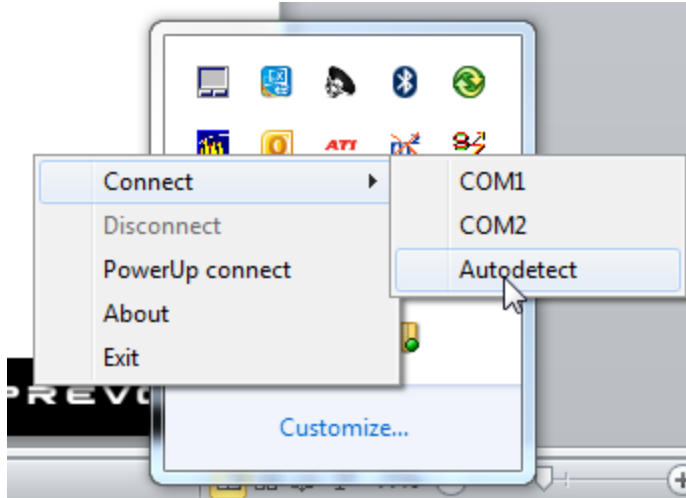 ATI
Connect
Disconnect
PowerUp connect
About
Exit
COM1
COM2
Autodetect
Customize...